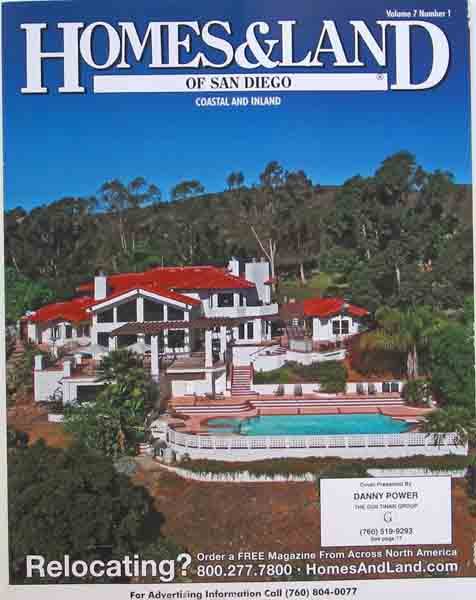 Volume 7 Number 1
HOMES&LAND®
OF SAN DIEGO
COASTAL AND INLAND
Cover Presented By
DANNY POWER
THE GUILTINAN GROUP
G
(760) 519-9293
See page 17
Relocating? Order a FREE Magazine From Across North America
800.277.7800 · HomesAndLand.com
For Advertising Information Call (760) 804-0077